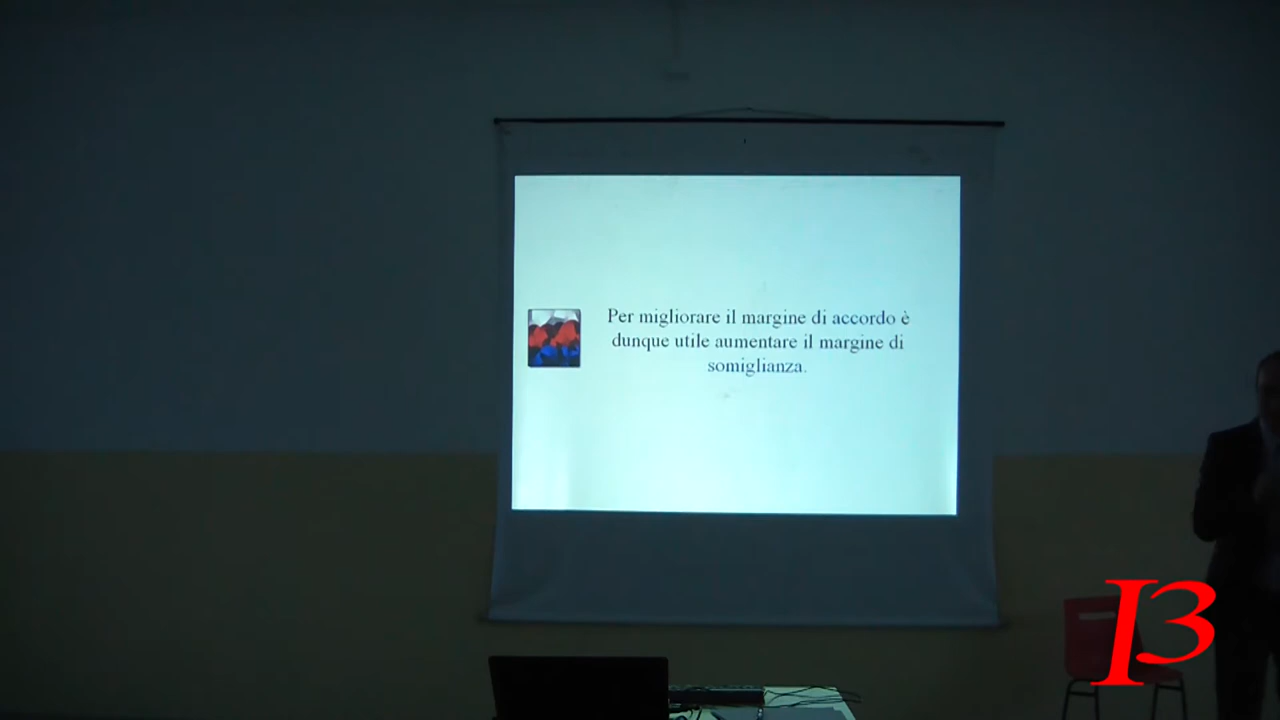 Per migliorare il margine di accordo è
dunque utile aumentare il margine di
somiglianza.
I3